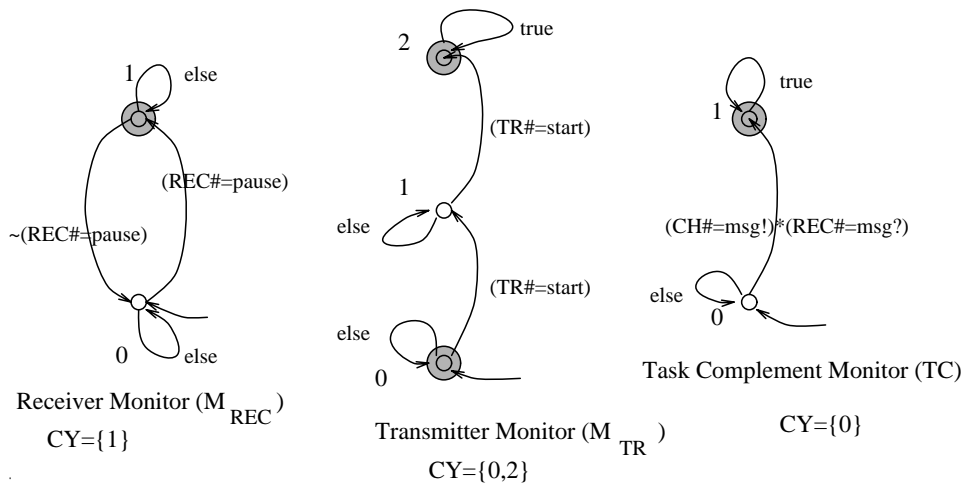 1
else
(REC#=pause)
~(REC#=pause)
0
else
Receiver Monitor (M REC )
CY={1}
2
true
(TR#=start)
1
else
(TR#=start)
else
0
Transmitter Monitor (M TR )
CY={0,2}
true
1
(CH#=msg!)*(REC#=msg?)
else
0
Task Complement Monitor (TC)
CY={0}